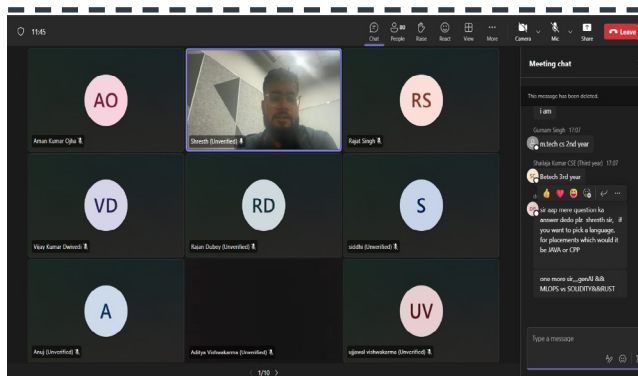 11:45
80
Chat People Raise React View More Camera Mic Share Leave
Meeting chat
This message has been deleted.
i am
Gurnam Singh 17:07
m.tech cs 2nd year
Shailaja Kumar CSE (Third year) 17:07
Betech 3rd year
sir aap mere question ka
answer dedo plz shrenth sir, if
you want to pick a language,
for placements which would it
be JAVA or CPP
one more sir,,,genAI &&
MLOPS vs SOLIDITY&&RUST
Type a message
AO
Aman Kumar Ojha
Shresth (Unverified)
RS
Rajat Singh
VD
Vijay Kumar Dwivedi
RD
Rajan Dubey (Unverified)
S
siddhi (Unverified)
A
Anuj (Unverified)
Aditya Vishwakarma (Unverified)
UV
ujjawal vishwakarma (Unverified)
1/10